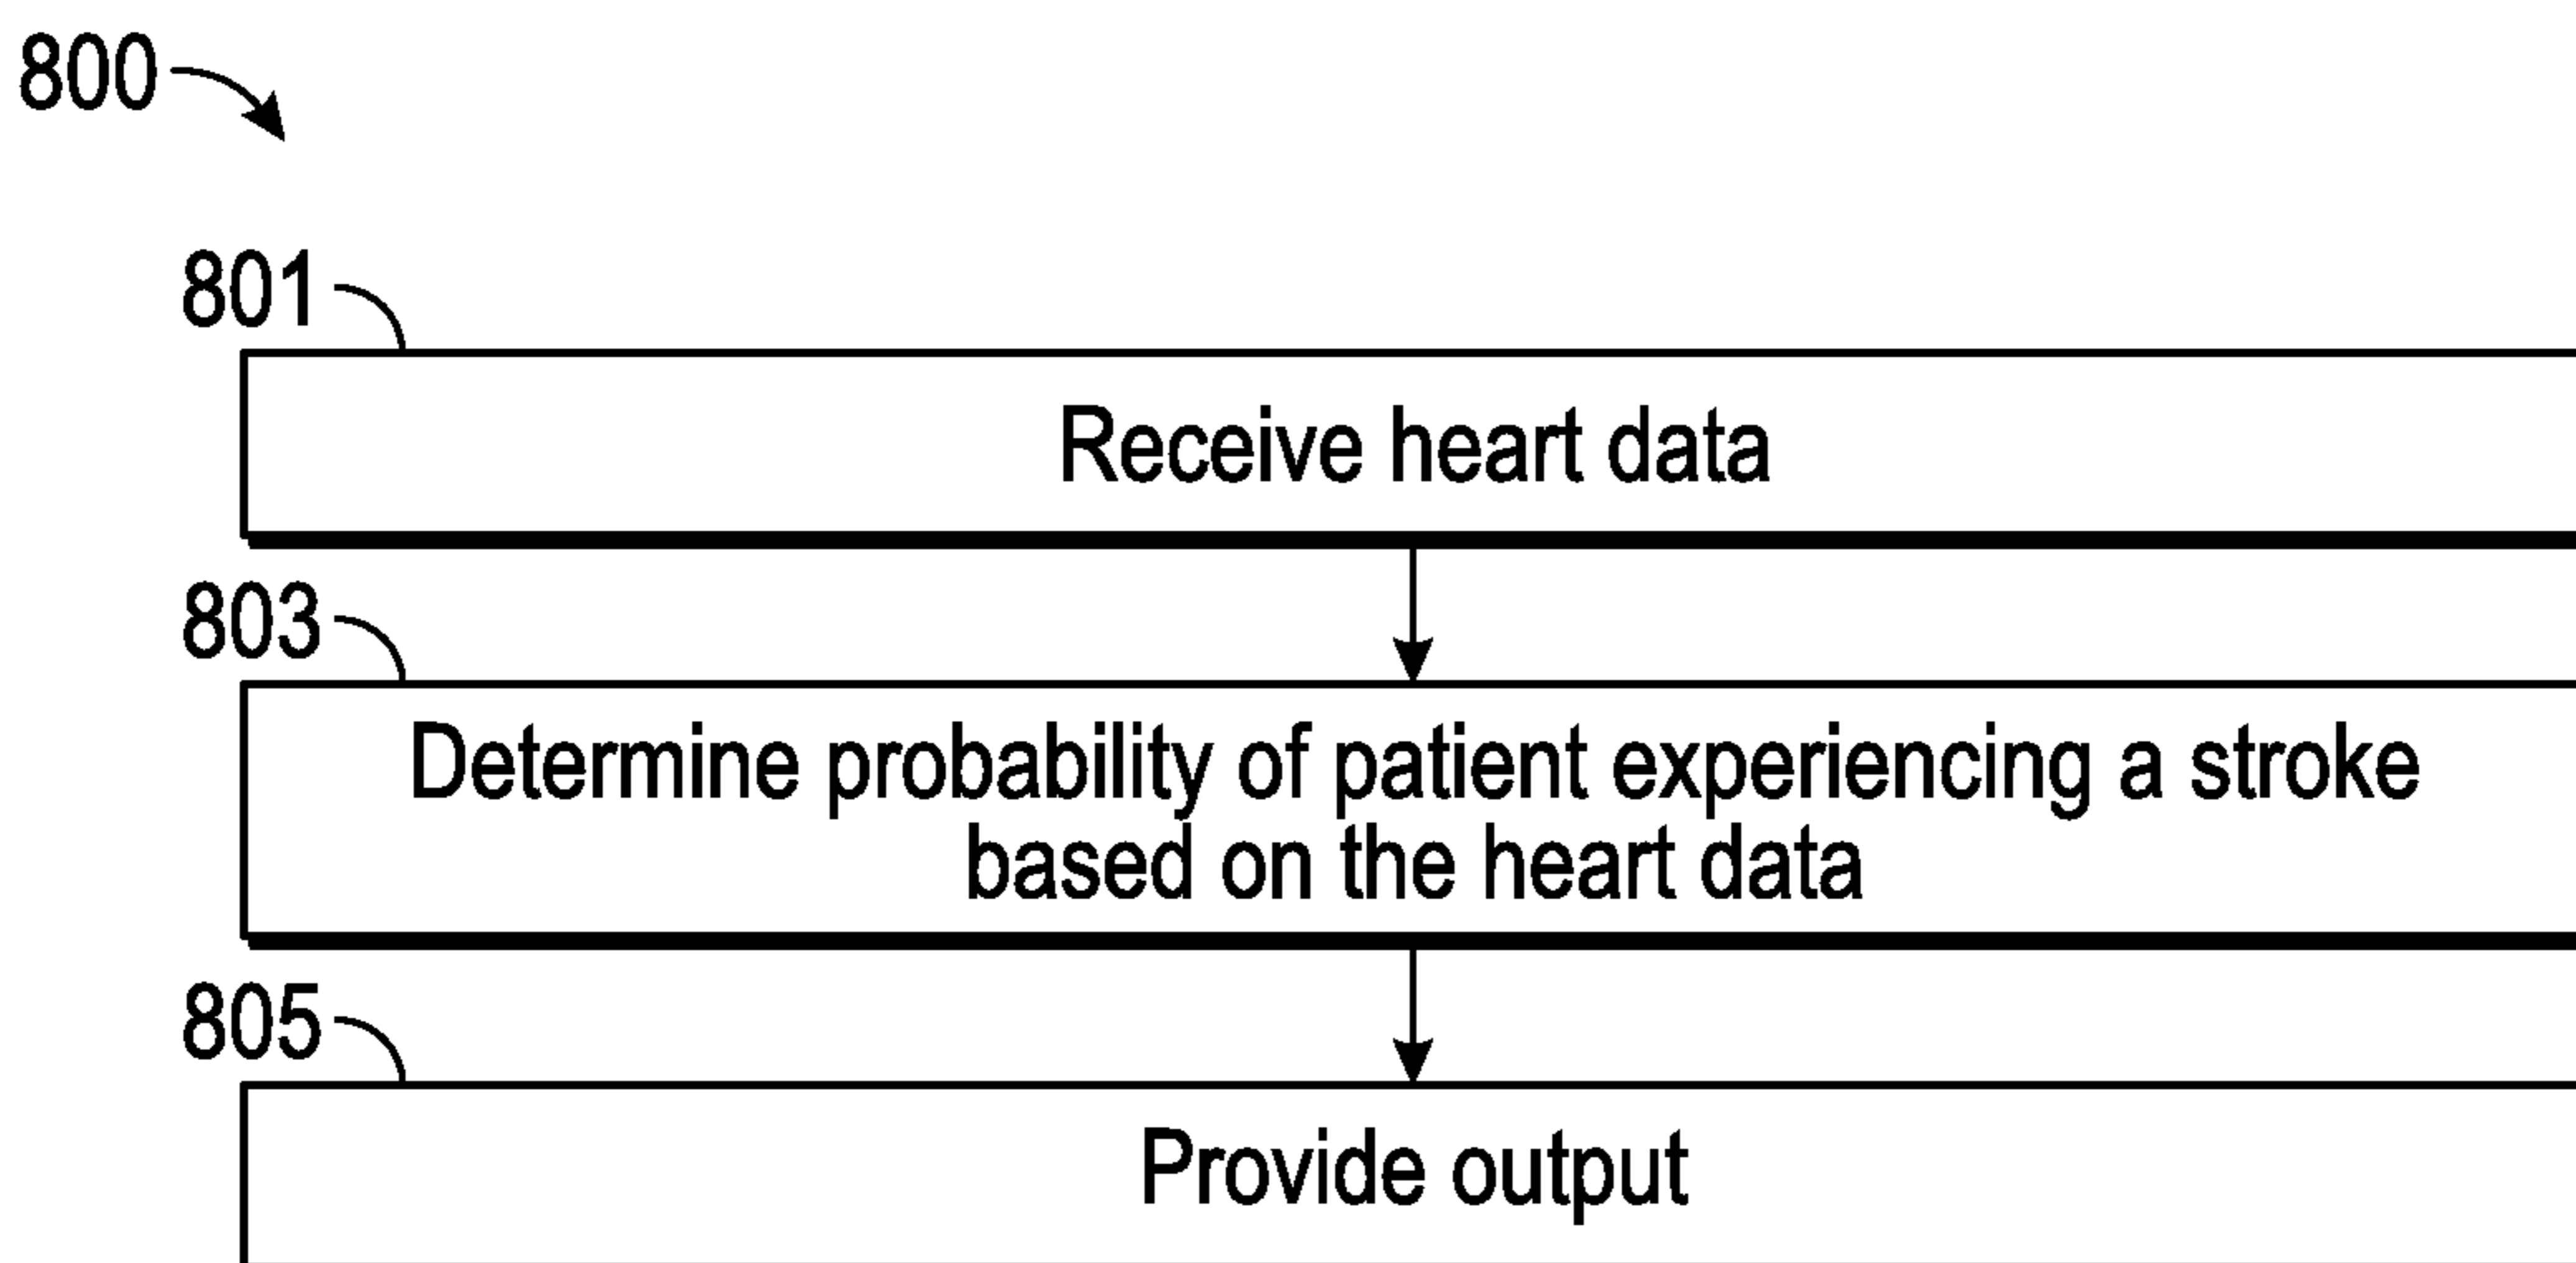 800
801
Receive heart data
803
Determine probability of patient experiencing a stroke
based on the heart data
805
Provide output